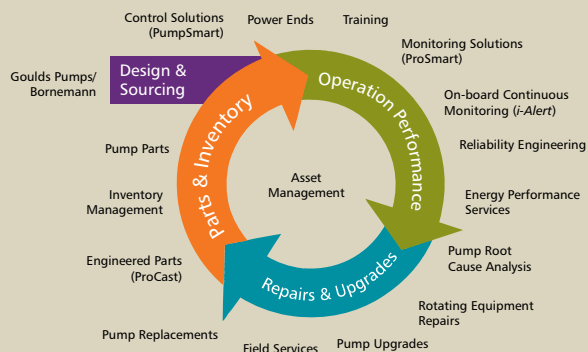 Control Solutions
(PumpSmart)
Power Ends
Training
Monitoring Solutions
(ProSmart)
Goulds Pumps/
Bornemann
Design &
Sourcing
Operation Performance
On-board Continuous
Monitoring (i-Alert)
Reliability Engineering
Pump Parts
Parts & Inventory
Asset
Management
Inventory
Management
Energy Performance
Services
Engineered Parts
(ProCast)
Pump Root
Cause Analysis
Repairs & Upgrades
Rotating Equipment
Repairs
Pump Replacements
Field Services
Pump Upgrades